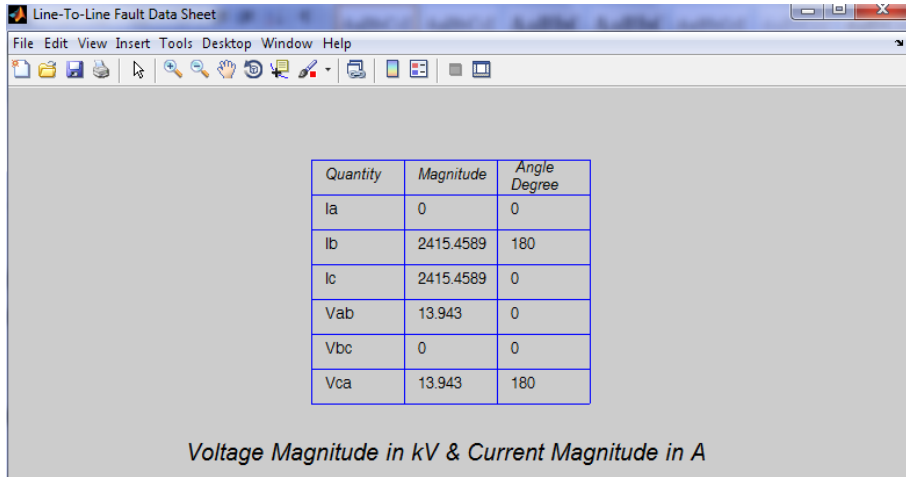 Line-To-Line Fault Data Sheet
File Edit View Insert Tools Desktop Window Help
Quantity Magnitude Angle Degree
Ia 0 0
Ib 2415.4589 180
Ic 2415.4589 0
Vab 13.943 0
Vbc 0 0
Vca 13.943 180
Voltage Magnitude in kV & Current Magnitude in A